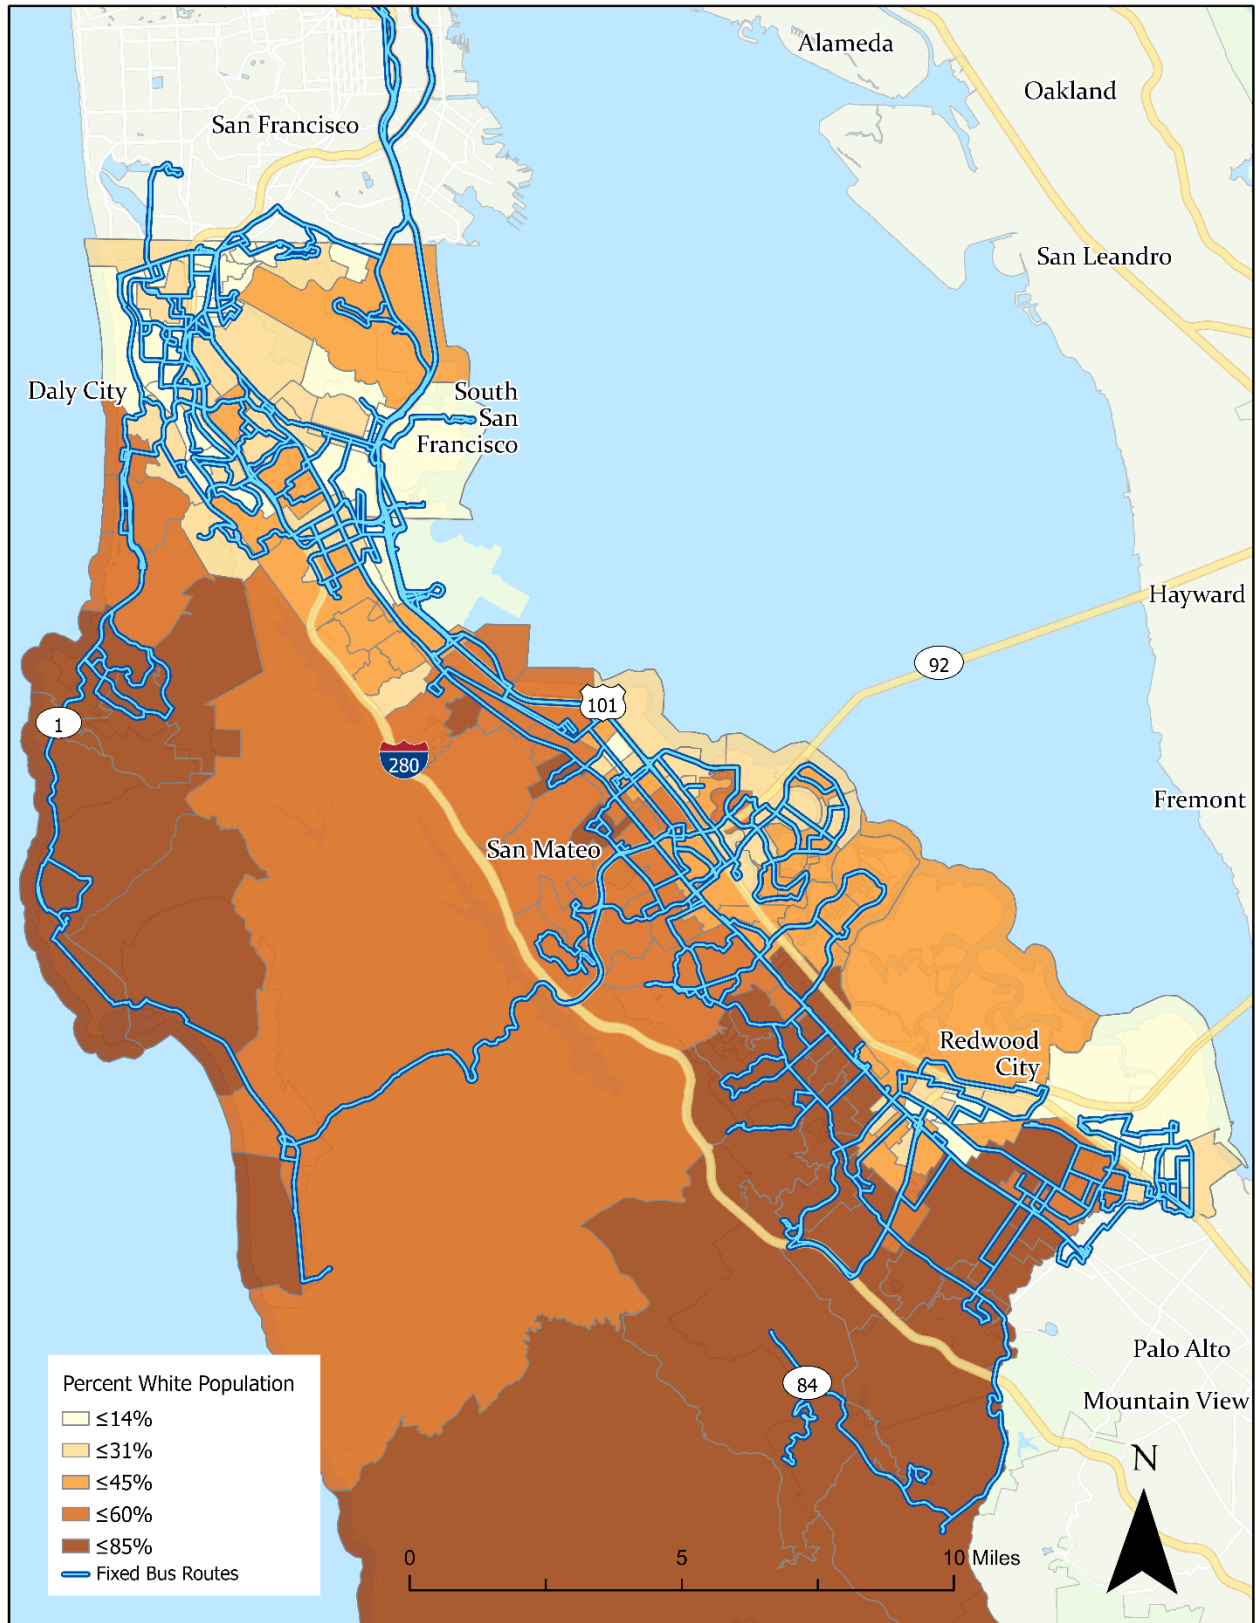 Alameda
Oakland
San Francisco
San Leandro
Daly City
South
San
Francisco
Hayward
92
101
1
280
Fremont
San Mateo
Redwood
City
Palo Alto
84
Mountain View
Percent White Population
≤14%
≤31%
≤45%
≤60%
≤85%
Fixed Bus Routes
N
0 5 10 Miles